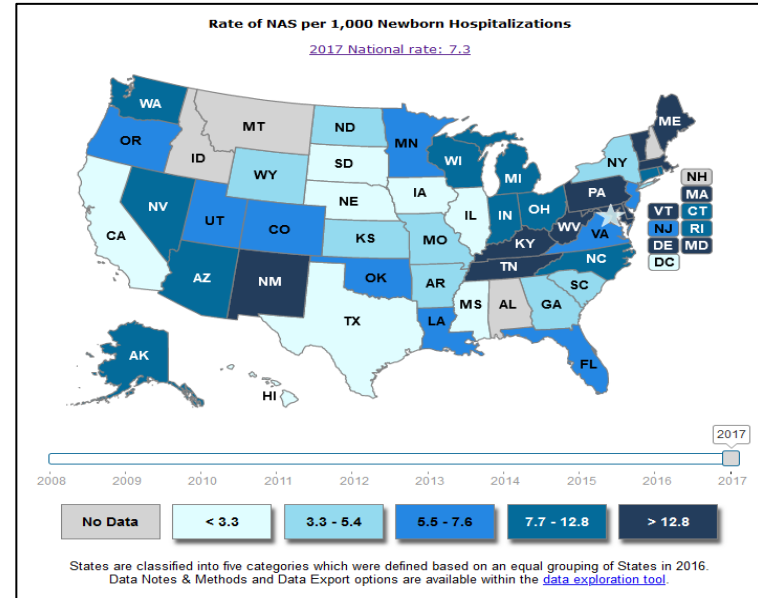 Rate of NAS per 1,000 Newborn Hospitalizations
2017 National rate: 7.3
WA
OR
ID
MT
ND
MN
WY
SD
WI
MI
NY
ME
NV
UT
CO
NE
IA
IL
IN
OH
PA
CA
KS
MO
KY
WV
VA
AZ
NM
OK
AR
TN
NC
TX
LA
MS
AL
GA
SC
FL
AK
HI
NH
MA
VT
CT
NJ
RI
DE
MD
DC
2017
2008
2009
2010
2011
2012
2013
2014
2015
2016
2017
No Data
< 3.3
3.3 - 5.4
5.5 - 7.6
7.7 - 12.8
> 12.8
States are classified into five categories which were defined based on an equal grouping of States in 2016.
Data Notes & Methods and Data Export options are available within the data exploration tool.